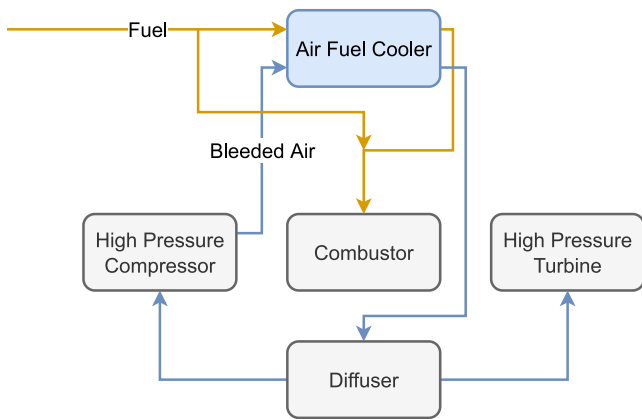 Fuel
Air Fuel Cooler
Bleeded Air
High Pressure
Compressor
Combustor
High Pressure
Turbine
Diffuser